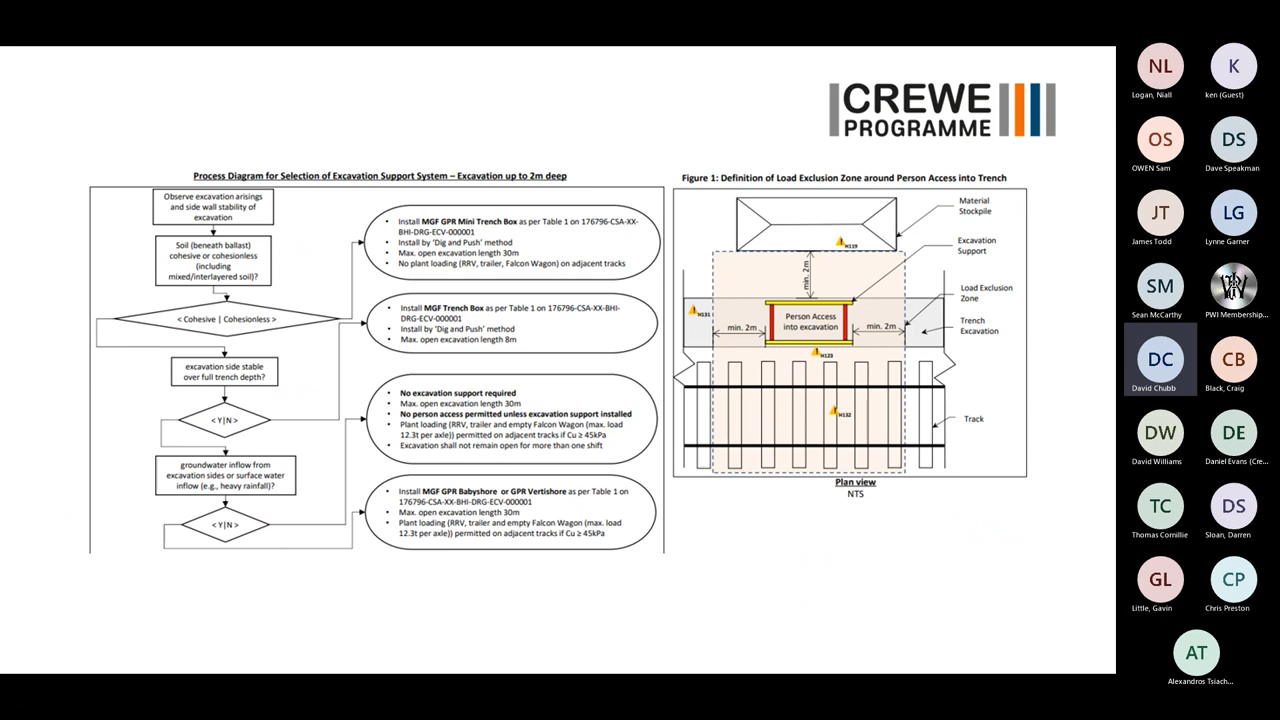 CREWE
PROGRAMME
Process Diagram for Selection of Excavation Support System – Excavation up to 2m deep
Observe excavation arisings
and side wall stability of
excavation
Soil (beneath ballast)
cohesive or cohesionless
(including
mixed/interlayered soil)?
< Cohesive | Cohesionless >
excavation side stable
over full trench depth?
< Y|N >
groundwater inflow from
excavation sides or surface water
inflow (e.g., heavy rainfall)?
< Y|N >
• Install MGF GPR Mini Trench Box as per Table 1 on 176796-CSA-XX-
BHI-DRG-ECV-000001
• Install by 'Dig and Push' method
• Max. open excavation length 30m
• No plant loading (RRV, trailer, Falcon Wagon) on adjacent tracks
• Install MGF Trench Box as per Table 1 on 176796-CSA-XX-BHI-
DRG-ECV-000001
• Install by 'Dig and Push' method
• Max. open excavation length 8m
• No excavation support required
• Max. open excavation length 30m
• No person access permitted unless excavation support installed
• Plant loading (RRV, trailer and empty Falcon Wagon (max. load
12.3t per axle)) permitted on adjacent tracks if Cu ≥ 45kPa
• Excavation shall not remain open for more than one shift
• Install MGF GPR Babyshore or GPR Vertishore as per Table 1 on
176796-CSA-XX-BHI-DRG-ECV-000001
• Max. open excavation length 30m
• Plant loading (RRV, trailer and empty Falcon Wagon (max. load
12.3t per axle)) permitted on adjacent tracks if Cu ≥ 45kPa
Figure 1: Definition of Load Exclusion Zone around Person Access into Trench
Material
Stockpile
H119
Excavation
Support
min. 2m
Load Exclusion
Zone
H131
Person Access
into excavation
min. 2m
min. 2m
Trench
Excavation
H123
H132
Track
Plan view
NTS
NL
Logan, Niall
K
ken (Guest)
OS
OWEN Sam
DS
Dave Speakman
JT
James Todd
LG
Lynne Garner
SM
Sean McCarthy
PWI Membership...
DC
David Chubb
CB
Black, Craig
DW
David Williams
DE
Daniel Evans (Cre...
TC
Thomas Cornillie
DS
Sloan, Darren
GL
Little, Gavin
CP
Chris Preston
AT
Alexandros Tsiach...